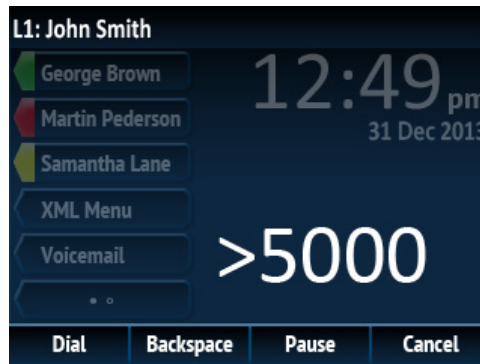 L1: John Smith
George Brown
12:49 pm
Martin Pederson
31 Dec 2013
Samantha Lane
XML Menu
Voicemail
>5000
Dial Backspace Pause Cancel